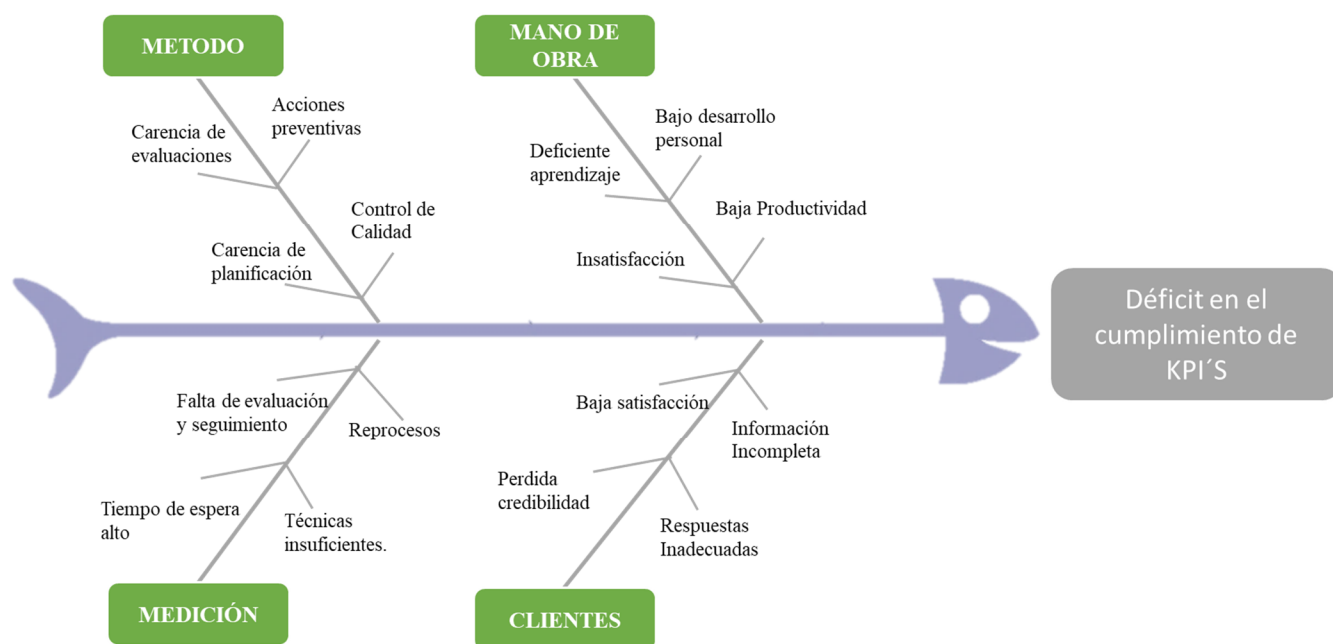 METODO
MANO DE
OBRA
Acciones
preventivas
Carencia de
evaluaciones
Bajo desarrollo
personal
Deficiente
aprendizaje
Control de
Calidad
Baja Productividad
Carencia de
planificación
Insatisfacción
Déficit en el
cumplimiento de
KPI´S
Falta de evaluación
y seguimiento
Reprocesos
Baja satisfacción
Información
Incompleta
Tiempo de espera
alto
Técnicas
insuficientes.
Perdida
credibilidad
Respuestas
Inadecuadas
MEDICIÓN
CLIENTES